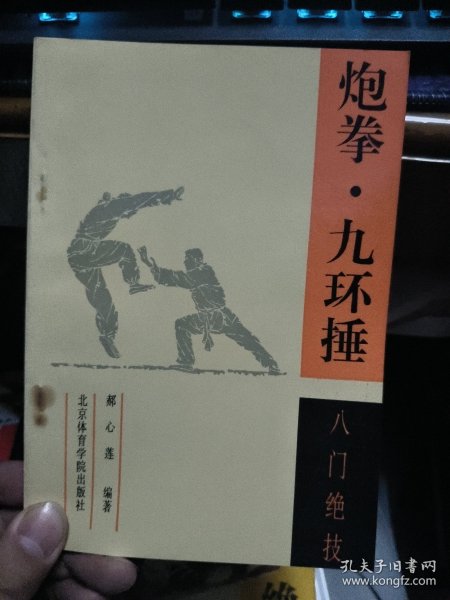 炮拳·九环捶
八门绝技
郝心莲 编著
北京体育学院出版社
孔夫子旧书网
www.kongfz.com